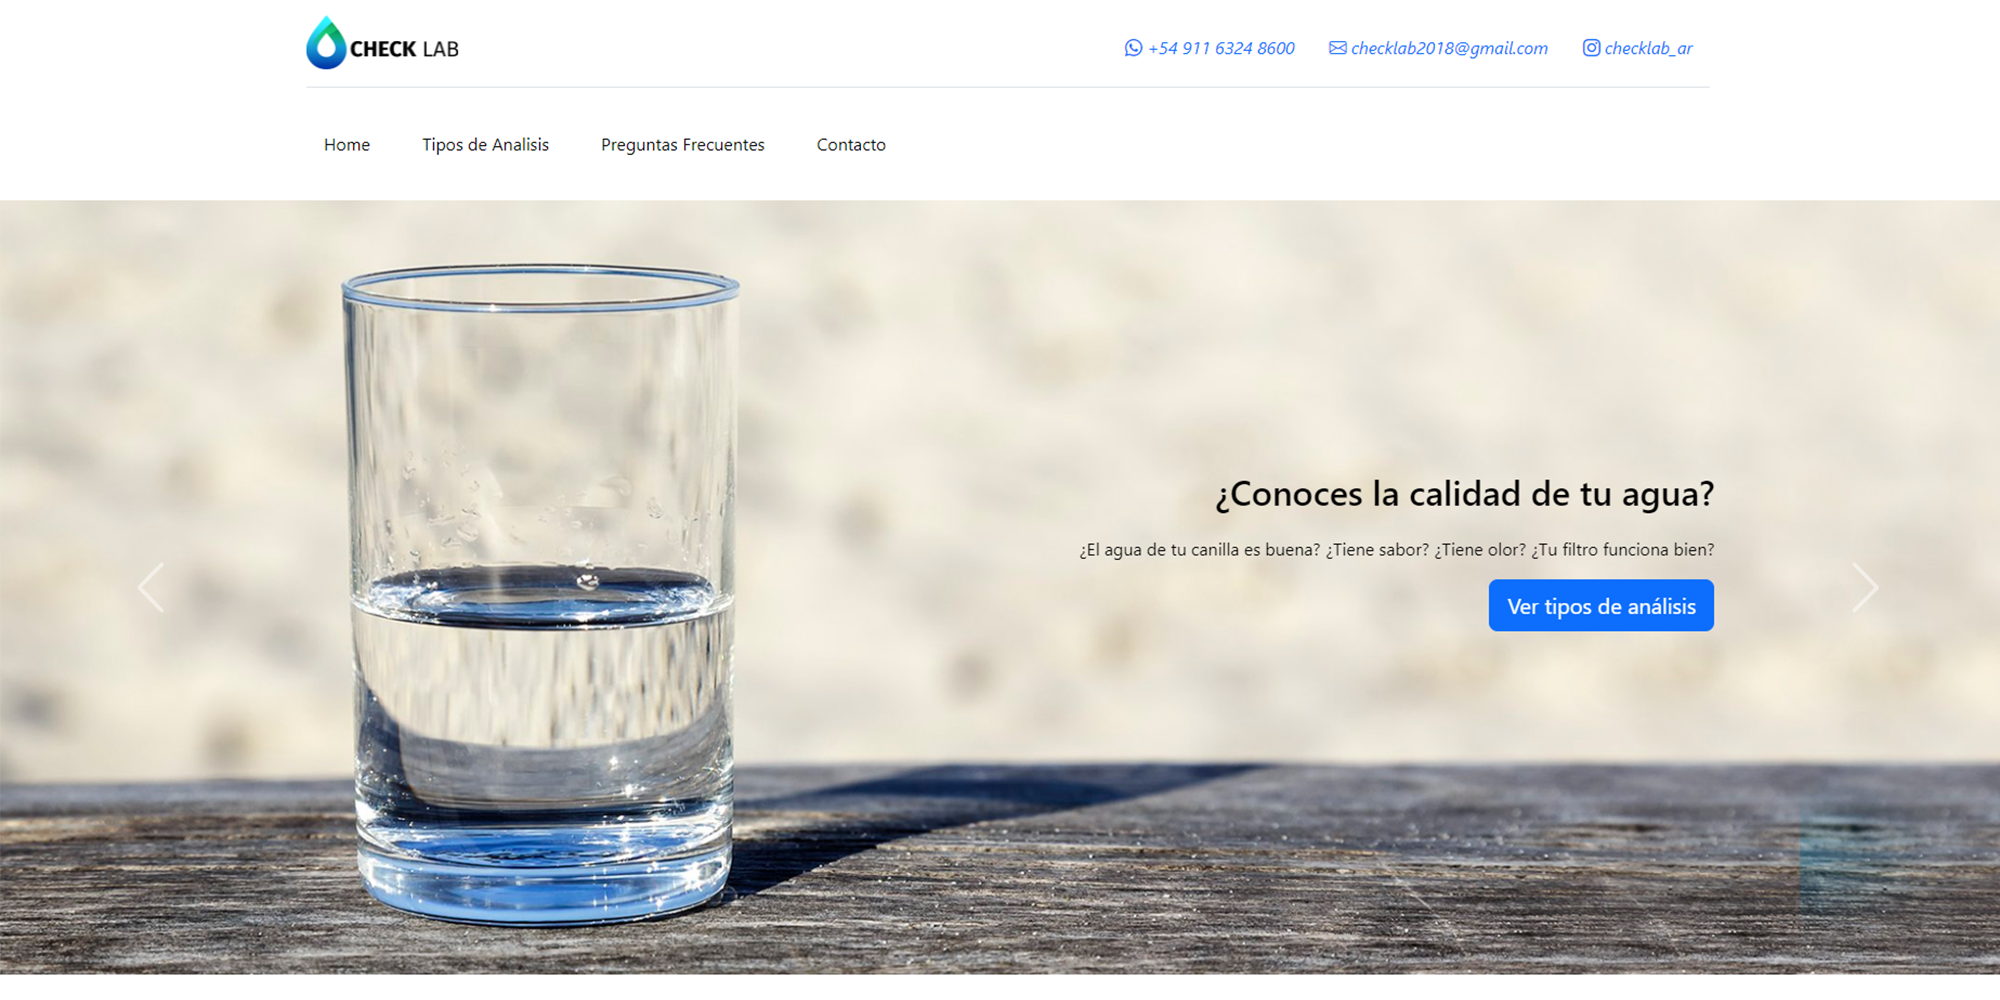 CHECK LAB
+54 911 6324 8600
checklab2018@gmail.com
checklab_ar
Home
Tipos de Analisis
Preguntas Frecuentes
Contacto
¿Conoces la calidad de tu agua?
¿El agua de tu canilla es buena? ¿Tiene sabor? ¿Tiene olor? ¿Tu filtro funciona bien?
Ver tipos de análisis